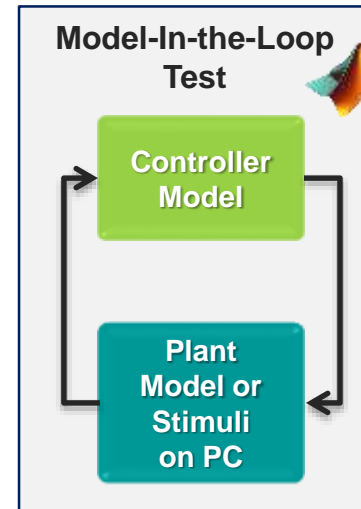 Model-In-the-Loop
Test
Controller
Model
Plant
Model or
Stimuli
on PC